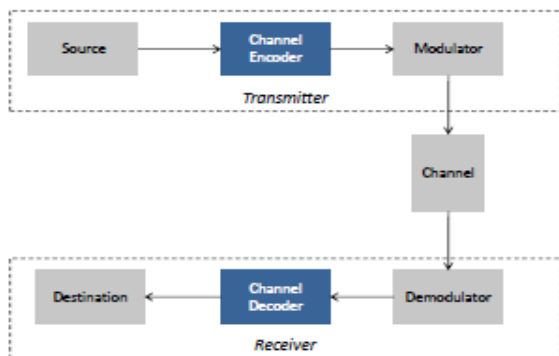 Source
Channel
Encoder
Modulator
Transmitter
Channel
Destination
Channel
Decoder
Demodulator
Receiver